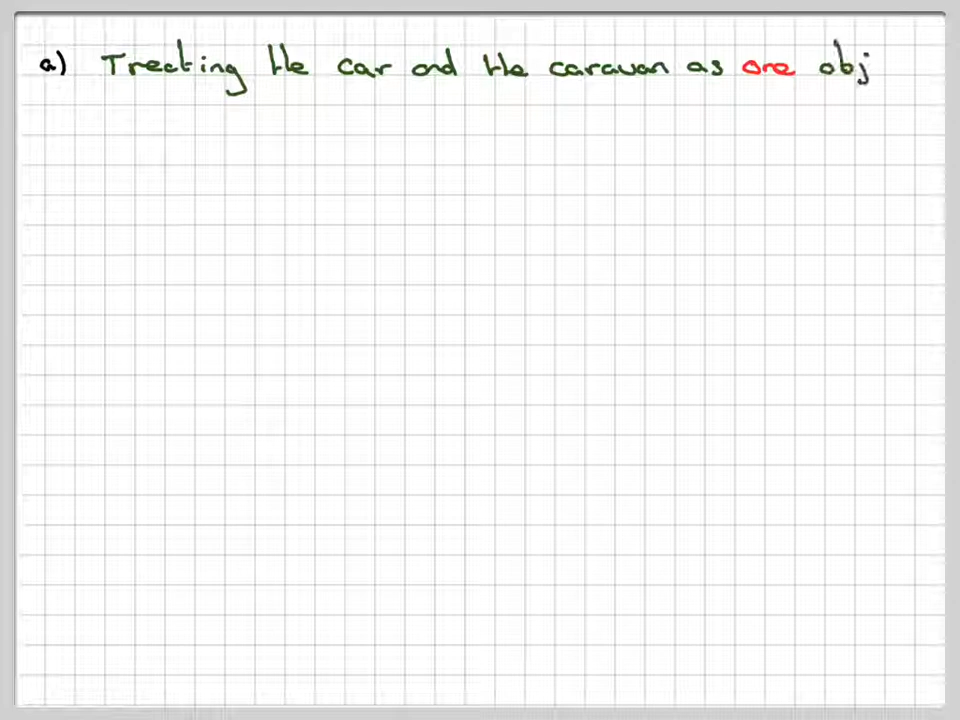 a) Treating the car and the caravan as one obj